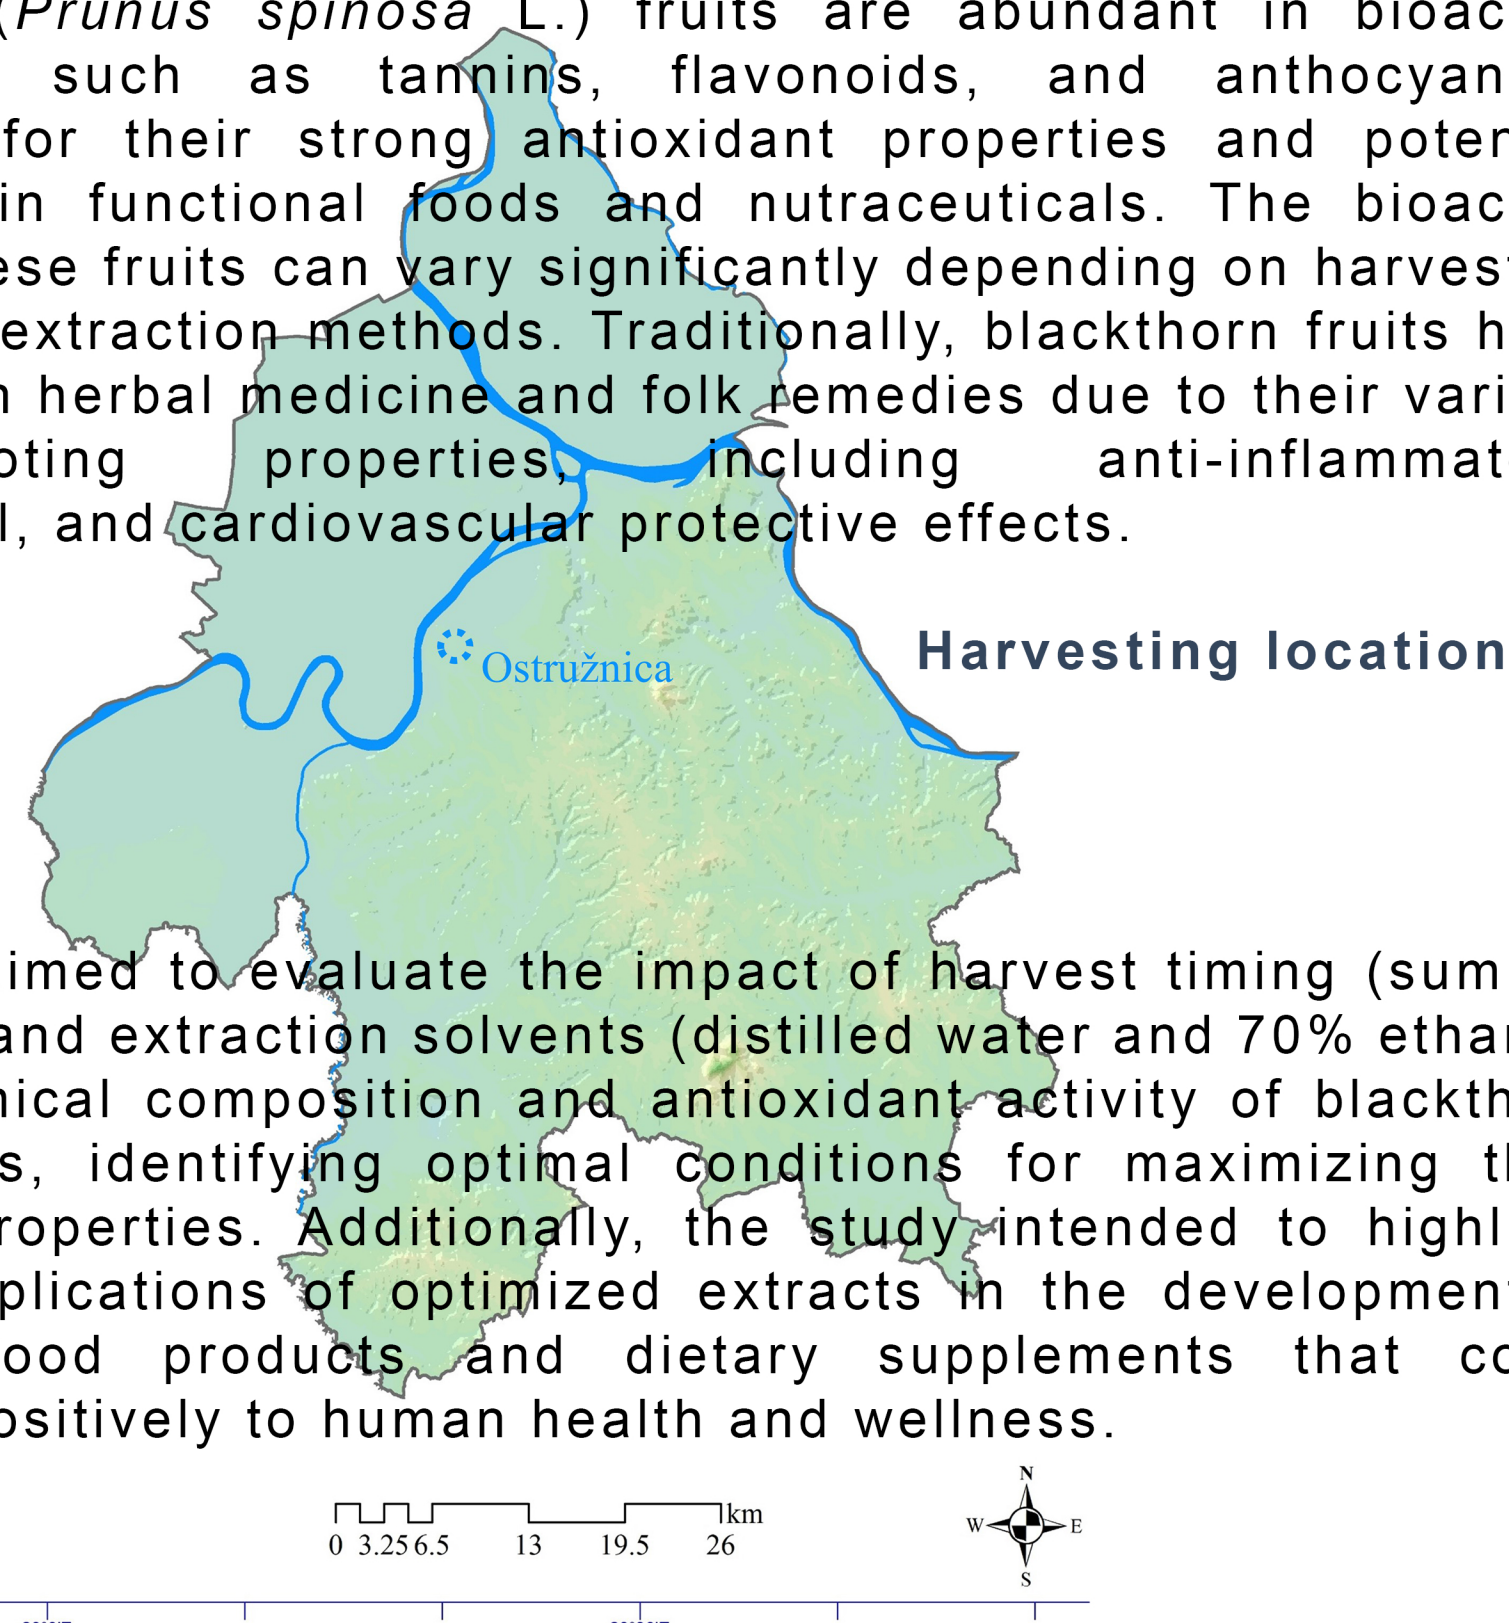 (Prunus spinosa L.) fruits are abundant in bioac
such as tannins, flavonoids, and anthocyan
for their strong antioxidant properties and poten
in functional foods and nutraceuticals. The bioac
ese fruits can vary significantly depending on harvest
extraction methods. Traditionally, blackthorn fruits h
n herbal medicine and folk remedies due to their vari
oting properties, including anti-inflammat
l, and cardiovascular protective effects.
Harvesting location
Ostružnica
imed to evaluate the impact of harvest timing (sum
and extraction solvents (distilled water and 70% ethan
nical composition and antioxidant activity of blackth
s, identifying optimal conditions for maximizing th
roperties. Additionally, the study intended to highl
plications of optimized extracts in the development
ood products and dietary supplements that co
ositively to human health and wellness.
km
0 3.25 6.5 13 19.5 26
N
W E
S